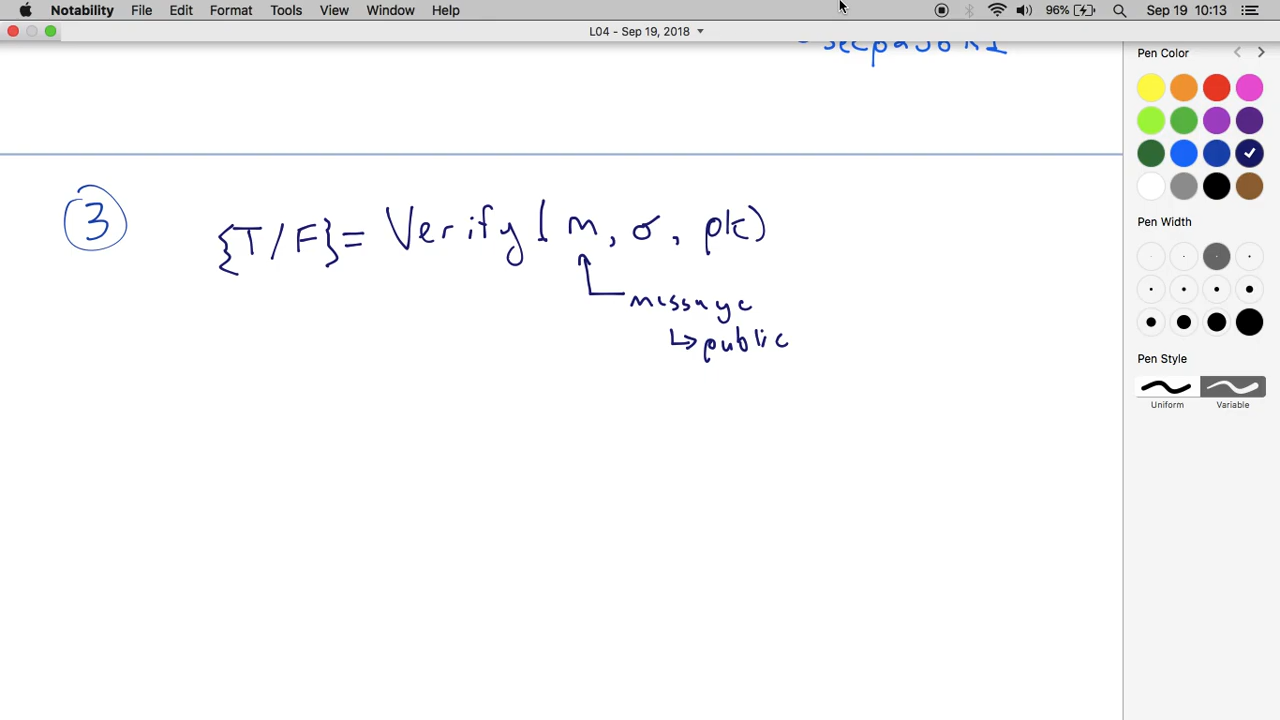 Notability File Edit Format Tools View Window Help 96% Sep 19 10:13
L04 - Sep 19, 2018
secp256k1
Pen Color
3 {T/F}= Verify(m, σ, pk)
message
↳public
Pen Width
Pen Style
Uniform Variable